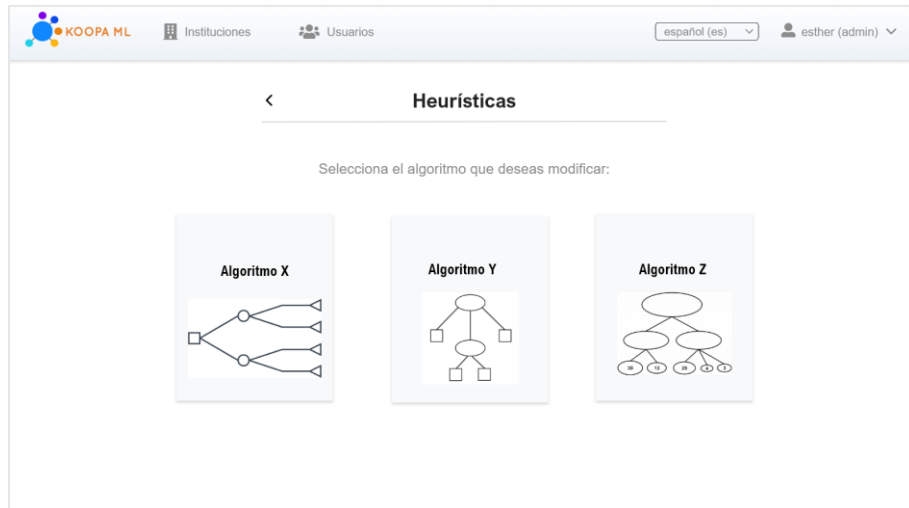 KOOPA ML
Instituciones
Usuarios
español (es)
esther (admin)
Heurísticas
Selecciona el algoritmo que deseas modificar:
Algoritmo X
Algoritmo Y
Algoritmo Z